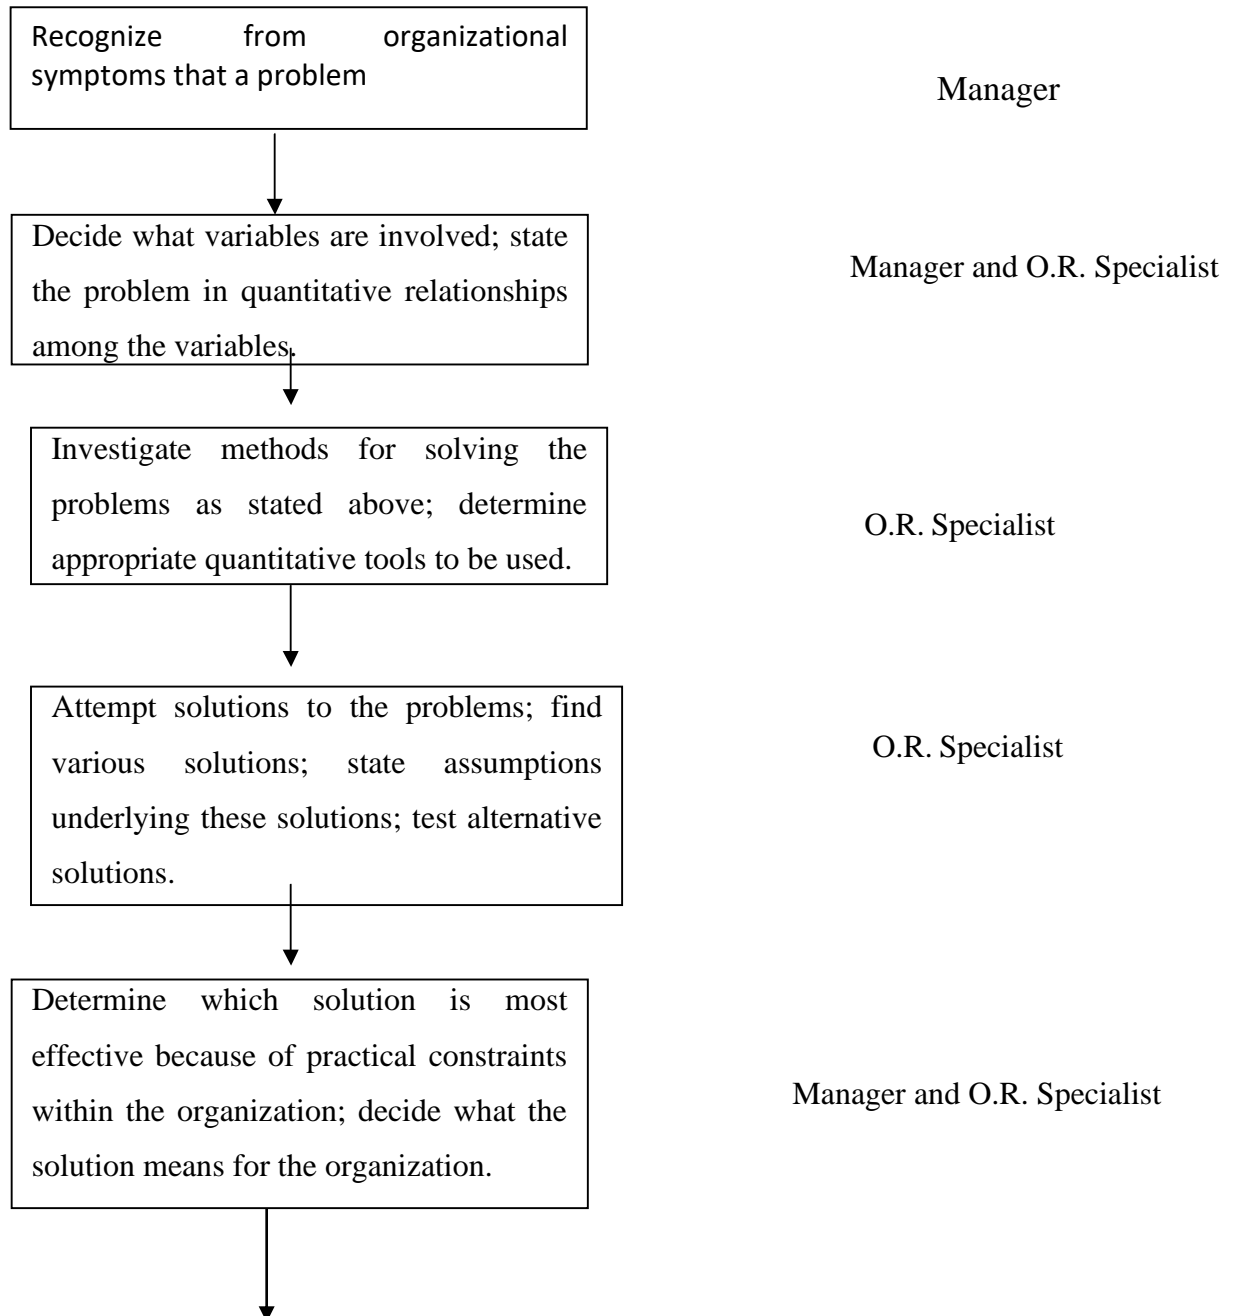 Recognize from organizational
symptoms that a problem
Manager
Decide what variables are involved; state
the problem in quantitative relationships
among the variables.
Manager and O.R. Specialist
Investigate methods for solving the
problems as stated above; determine
appropriate quantitative tools to be used.
O.R. Specialist
Attempt solutions to the problems; find
various solutions; state assumptions
underlying these solutions; test alternative
solutions.
O.R. Specialist
Determine which solution is most
effective because of practical constraints
within the organization; decide what the
solution means for the organization.
Manager and O.R. Specialist